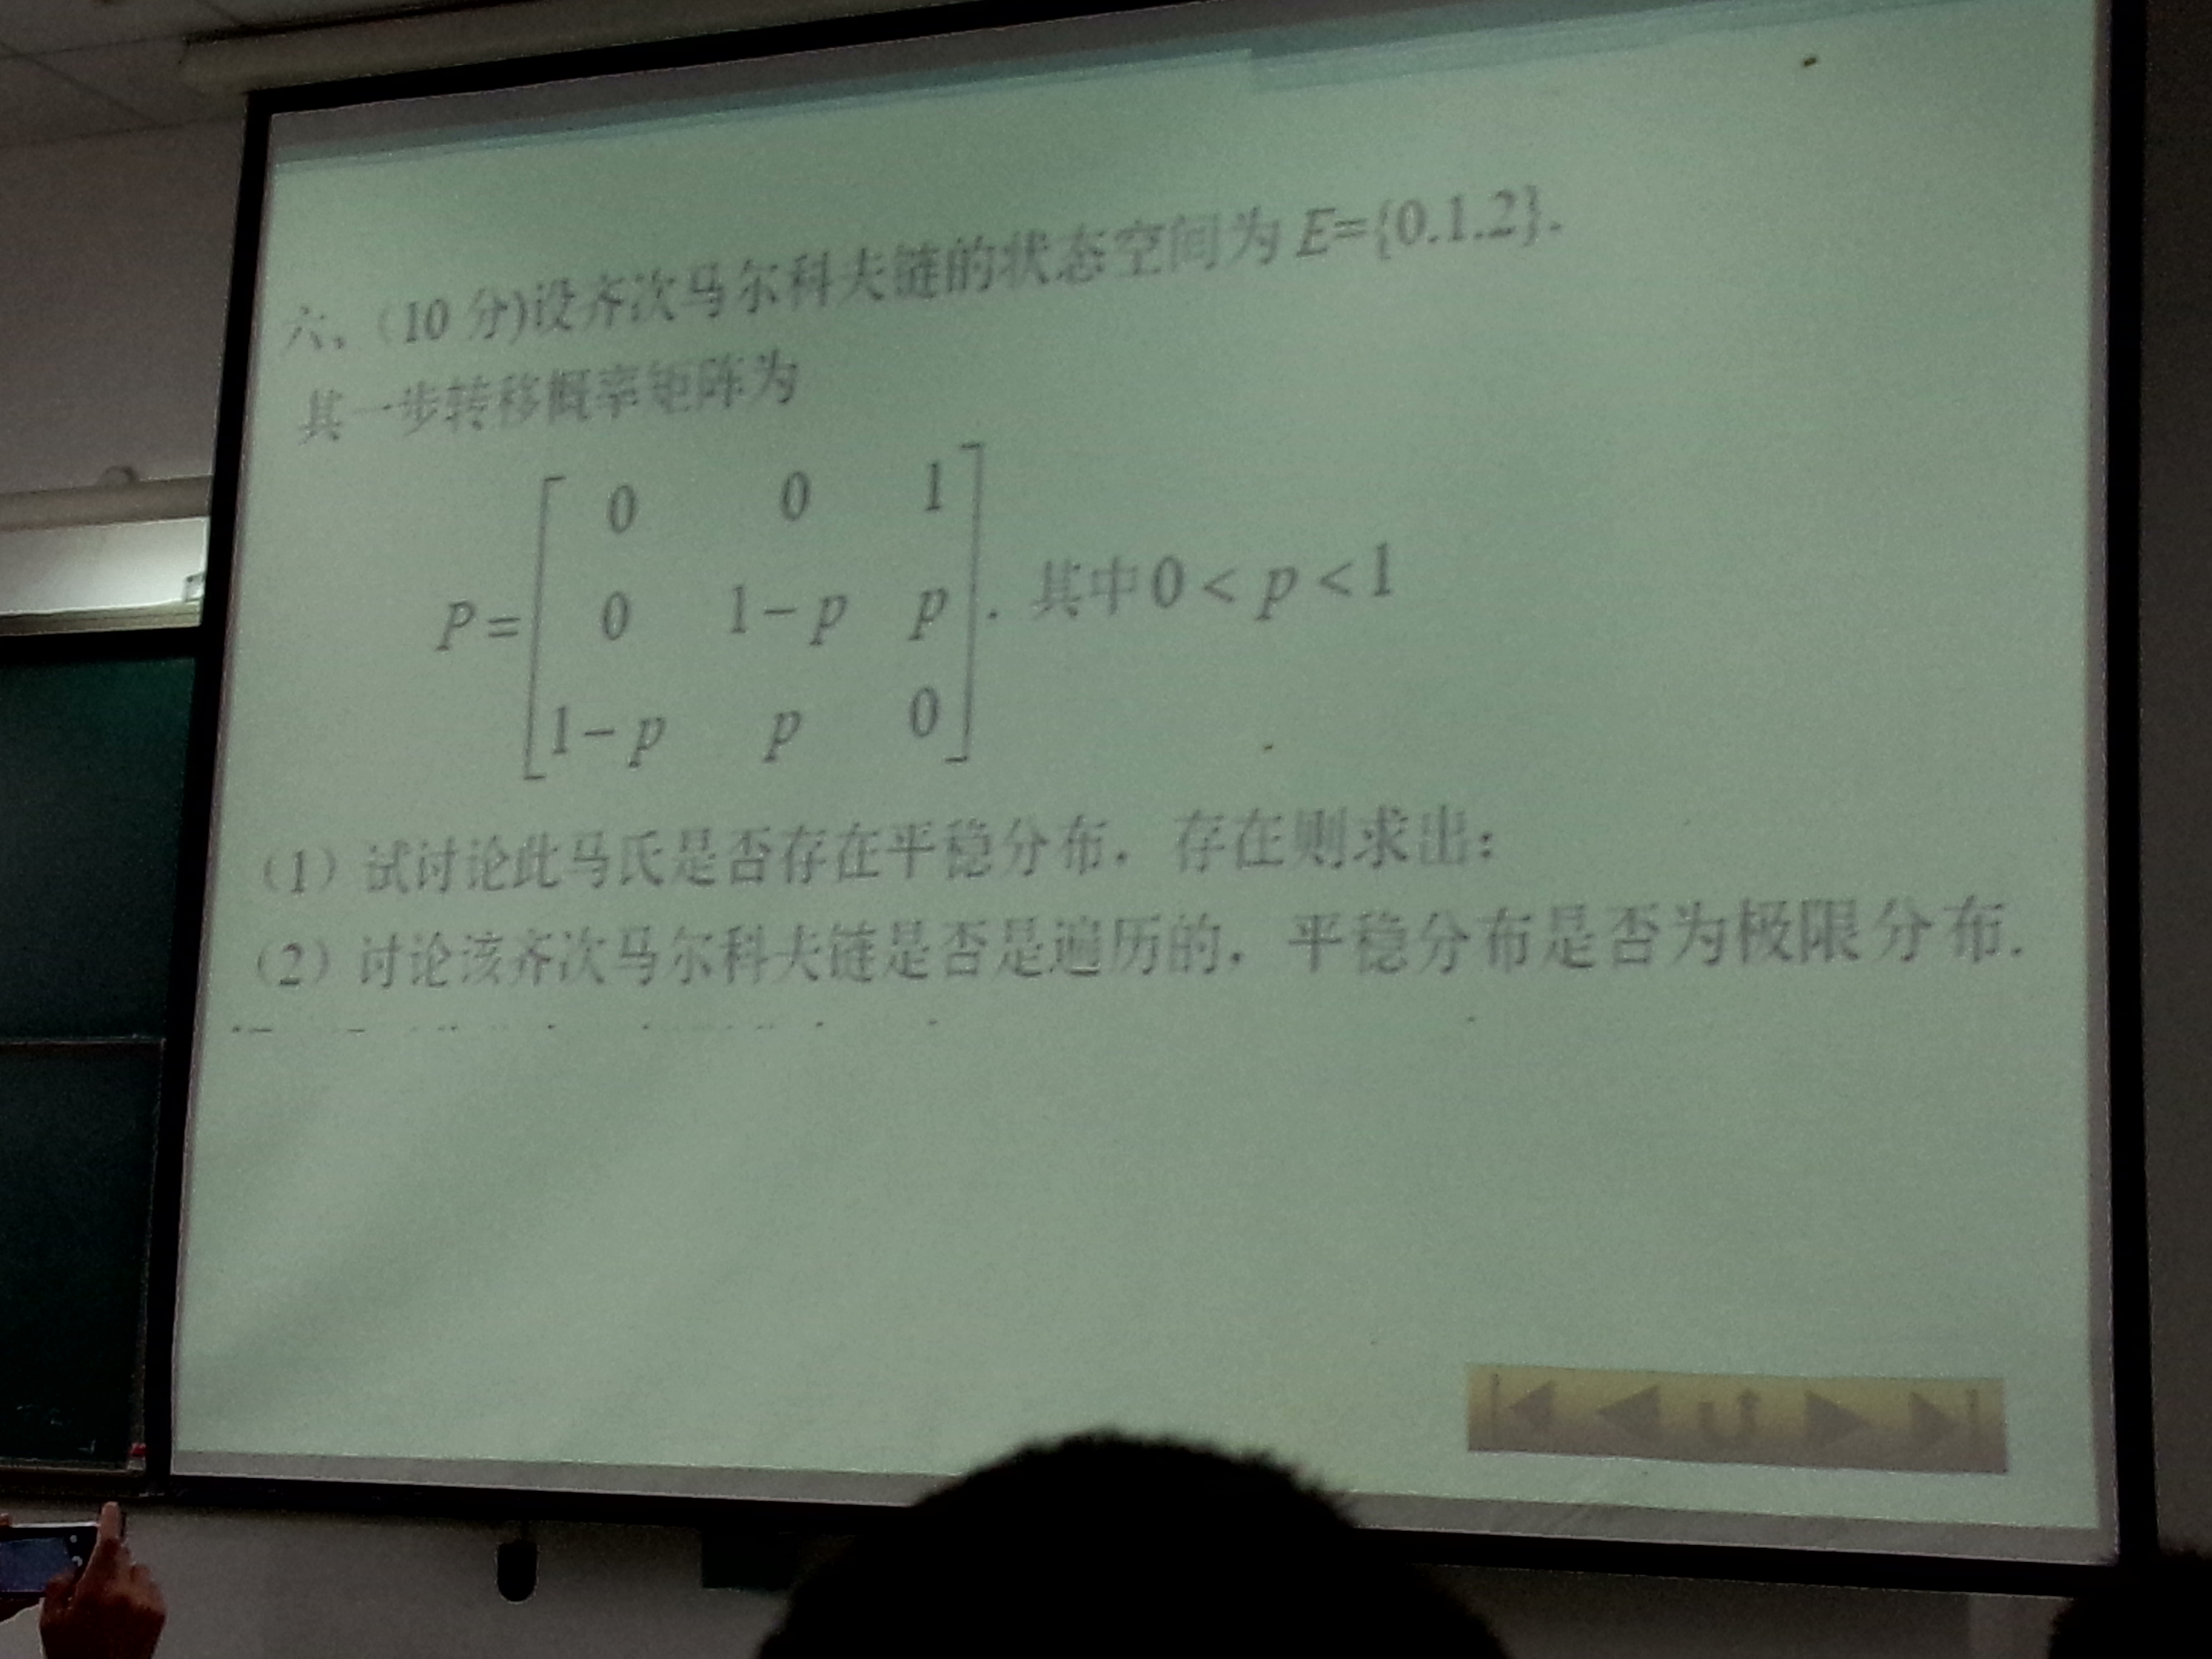 六、(10 分)设齐次马尔科夫链的状态空间为 E={0.1.2}.
其一步转移概率矩阵为
P= [ 0 0 1
0 1-p p
1-p p 0 ] . 其中 0 < p < 1
(1) 试讨论此马氏是否存在平稳分布. 存在则求出:
(2) 讨论该齐次马尔科夫链是否是遍历的. 平稳分布是否为极限分布.